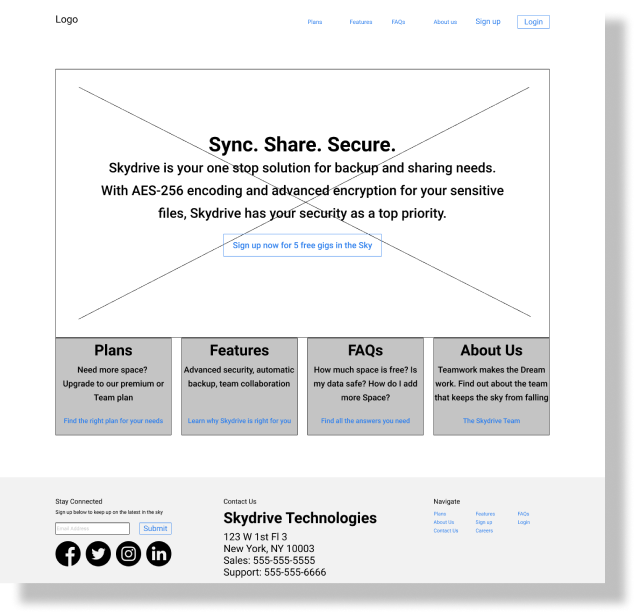 Logo
Plans Features FAQs About us Sign up Login
Sync. Share. Secure.
Skydrive is your one stop solution for backup and sharing needs.
With AES-256 encoding and advanced encryption for your sensitive
files, Skydrive has your security as a top priority.
Sign up now for 5 free gigs in the Sky
Plans
Need more space?
Upgrade to our premium or
Team plan
Find the right plan for your needs
Features
Advanced security, automatic
backup, team collaboration
Learn why Skydrive is right for you
FAQs
How much space is free? Is
my data safe? How do I add
more Space?
Find all the answers you need
About Us
Teamwork makes the Dream
work. Find out about the team
that keeps the sky from falling
The Skydrive Team
Stay Connected
Sign up below to keep up on the latest in the sky
Email Address
Submit
Contact Us
Skydrive Technologies
123 W 1st Fl 3
New York, NY 10003
Sales: 555-555-5555
Support: 555-555-6666
Navigate
Plans Features FAQs
About Us Sign up Login
Contact Us Careers